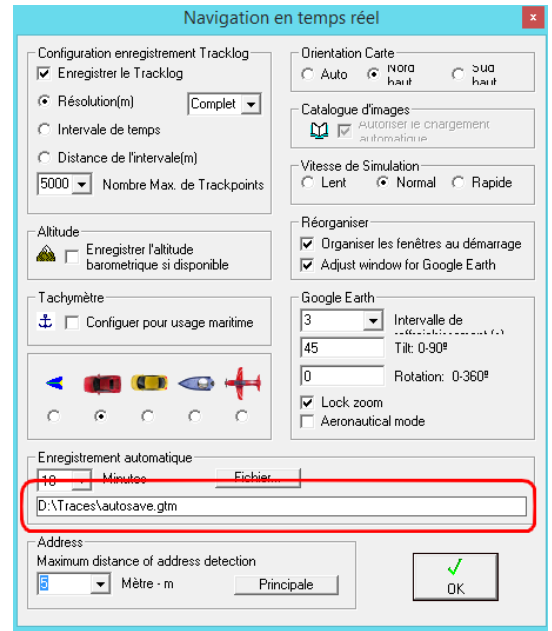 Navigation en temps réel
x
Configuration enregistrement Tracklog
Enregistrer le Tracklog
Résolution(m)
Complet
Intervale de temps
Distance de l'intervale(m)
5000
Nombre Max. de Trackpoints
Altitude
Enregistrer l'altitude
barometrique si disponible
Tachymètre
Configuer pour usage maritime
Orientation Carte
Auto
Nord
haut
Sud
haut
Catalogue d'images
Autoriser le chargement
automatique
Vitesse de Simulation
Lent
Normal
Rapide
Réorganiser
Organiser les fenêtres au démarrage
Adjust window for Google Earth
Google Earth
3
Intervalle de
45
Tilt: 0-90º
0
Rotation: 0-360º
Lock zoom
Aeronautical mode
Enregistrement automatique
10
Minutes
Fichier...
D:\Traces\autosave.gtm
Address
Maximum distance of address detection
5
Mètre - m
Principale
OK